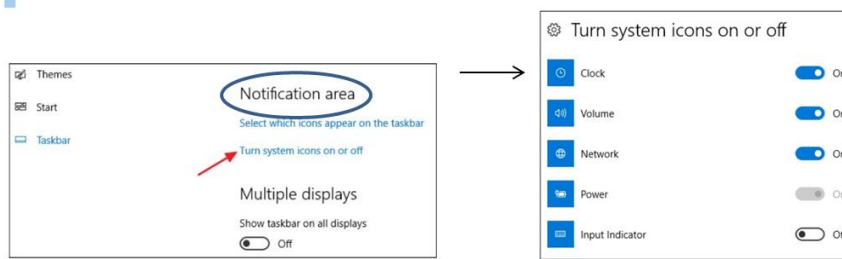 Themes
Start
Taskbar
Notification area
Select which icons appear on the taskbar
Turn system icons on or off
Multiple displays
Show taskbar on all displays
Off
Turn system icons on or off
Clock
Volume
Network
Power
Input Indicator